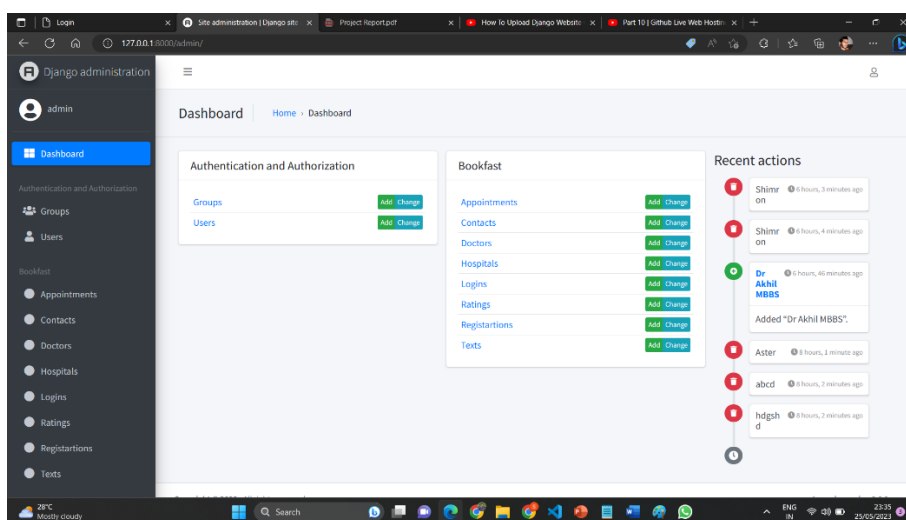 Login
Site administration | Django site
Project Report.pdf
How To Upload Django Website
Part 10 | Github Live Web Hostin
127.0.0.1:8000/admin/
Django administration
admin
Dashboard
Authentication and Authorization
Groups
Users
Bookfast
Appointments
Contacts
Doctors
Hospitals
Logins
Ratings
Registartions
Texts
Dashboard
Home › Dashboard
Authentication and Authorization
Groups Add Change
Users Add Change
Bookfast
Appointments Add Change
Contacts Add Change
Doctors Add Change
Hospitals Add Change
Logins Add Change
Ratings Add Change
Registartions Add Change
Texts Add Change
Recent actions
Shimr 6 hours, 3 minutes ago
on
Shimr 6 hours, 4 minutes ago
on
Dr 6 hours, 46 minutes ago
Akhil
MBBS
Added “Dr Akhil MBBS”.
Aster 8 hours, 1 minute ago
abcd 8 hours, 2 minutes ago
hdgsh 8 hours, 2 minutes ago
d
28°C
Mostly cloudy
Search
ENG
IN
23:35
25/05/2023